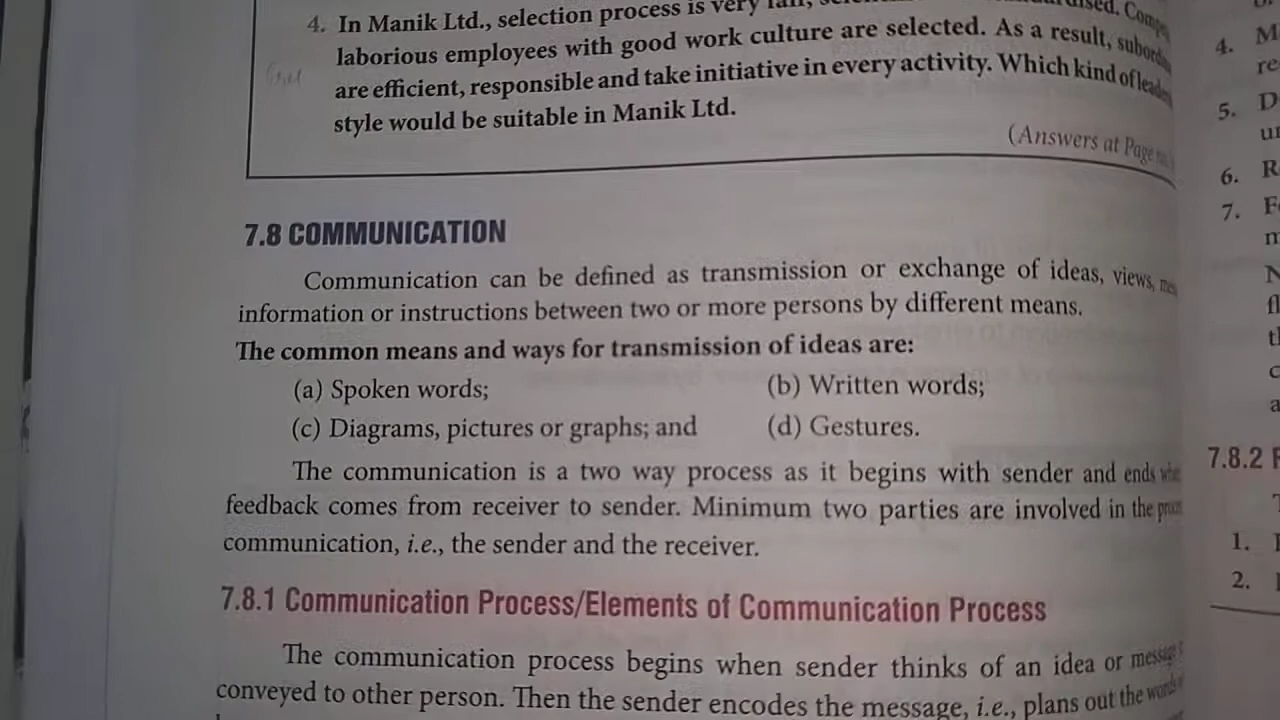 4. In Manik Ltd., selection process is very fair,
laborious employees with good work culture are selected. As a result,
are efficient, responsible and take initiative in every activity. Which kind of
style would be suitable in Manik Ltd.
(Answers at Page
7.8 COMMUNICATION
Communication can be defined as transmission or exchange of ideas, views,
information or instructions between two or more persons by different means.
The common means and ways for transmission of ideas are:
(a) Spoken words; (b) Written words;
(c) Diagrams, pictures or graphs; and (d) Gestures.
The communication is a two way process as it begins with sender and ends
feedback comes from receiver to sender. Minimum two parties are involved in the
communication, i.e., the sender and the receiver.
7.8.1 Communication Process/Elements of Communication Process
The communication process begins when sender thinks of an idea or message
conveyed to other person. Then the sender encodes the message, i.e., plans out the words
4.
5.
6.
7.
7.8.2
1.
2.